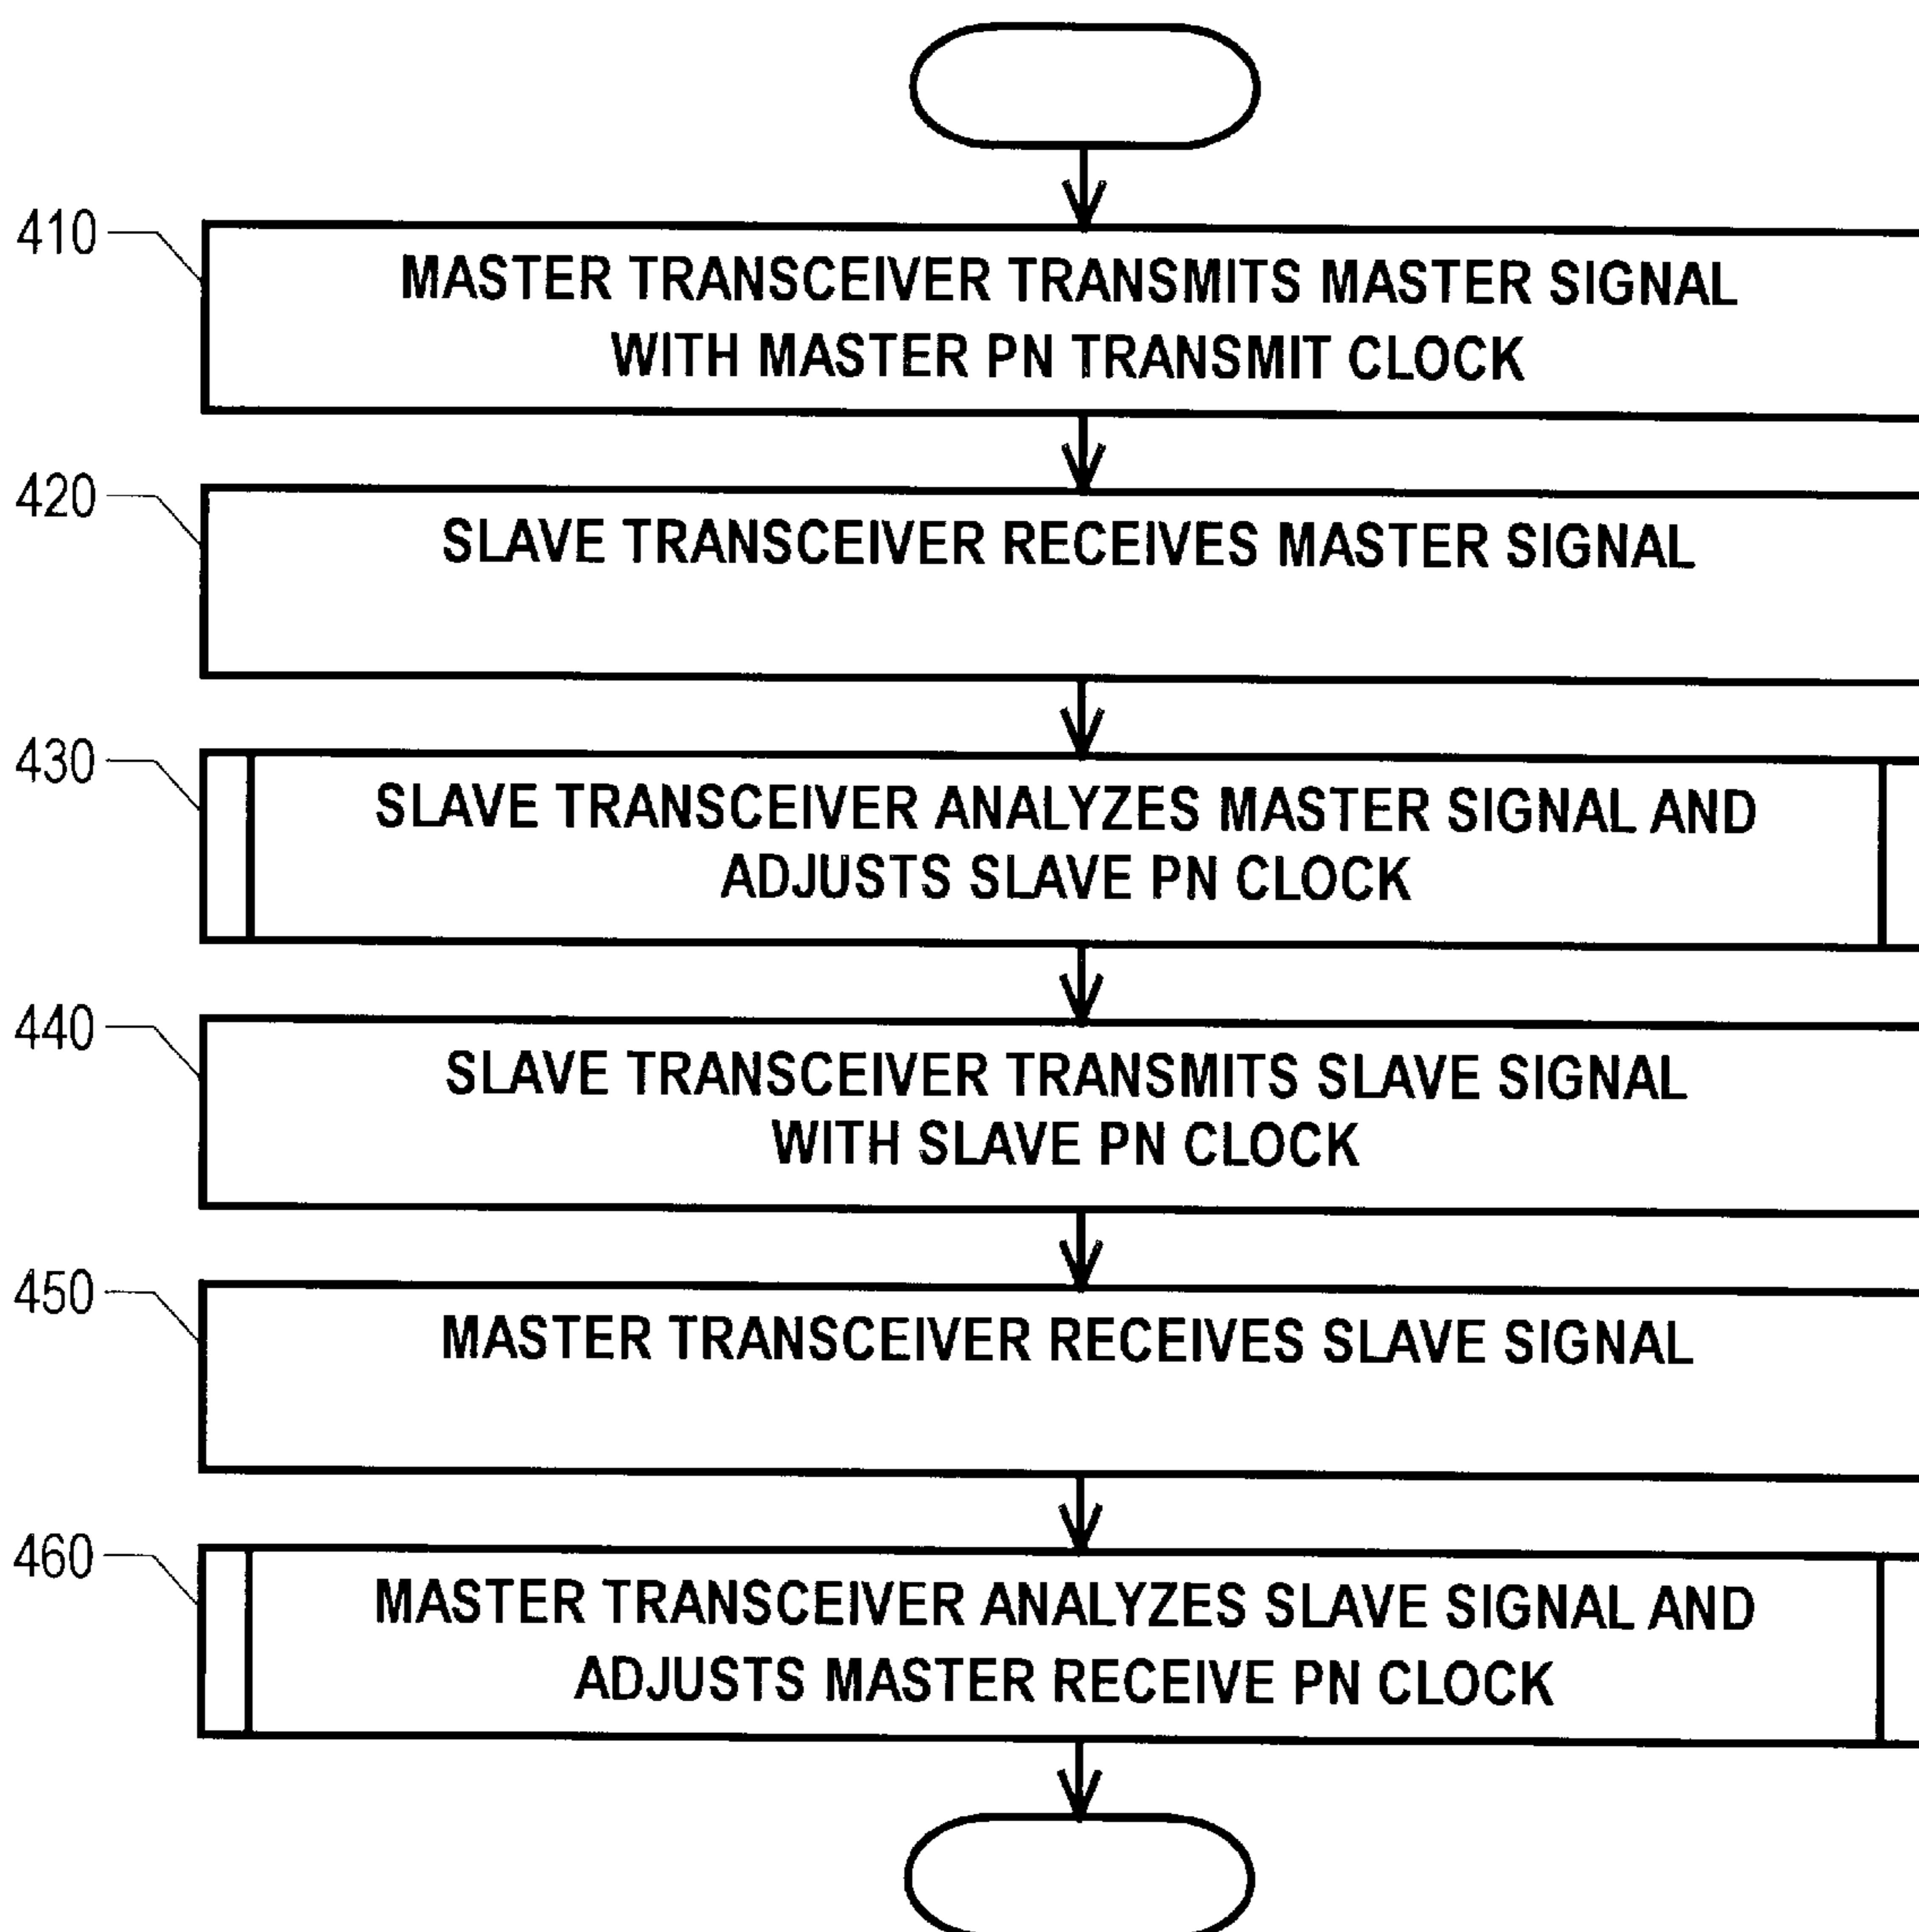 410
MASTER TRANSCEIVER TRANSMITS MASTER SIGNAL
WITH MASTER PN TRANSMIT CLOCK
420
SLAVE TRANSCEIVER RECEIVES MASTER SIGNAL
430
SLAVE TRANSCEIVER ANALYZES MASTER SIGNAL AND
ADJUSTS SLAVE PN CLOCK
440
SLAVE TRANSCEIVER TRANSMITS SLAVE SIGNAL
WITH SLAVE PN CLOCK
450
MASTER TRANSCEIVER RECEIVES SLAVE SIGNAL
460
MASTER TRANSCEIVER ANALYZES SLAVE SIGNAL AND
ADJUSTS MASTER RECEIVE PN CLOCK